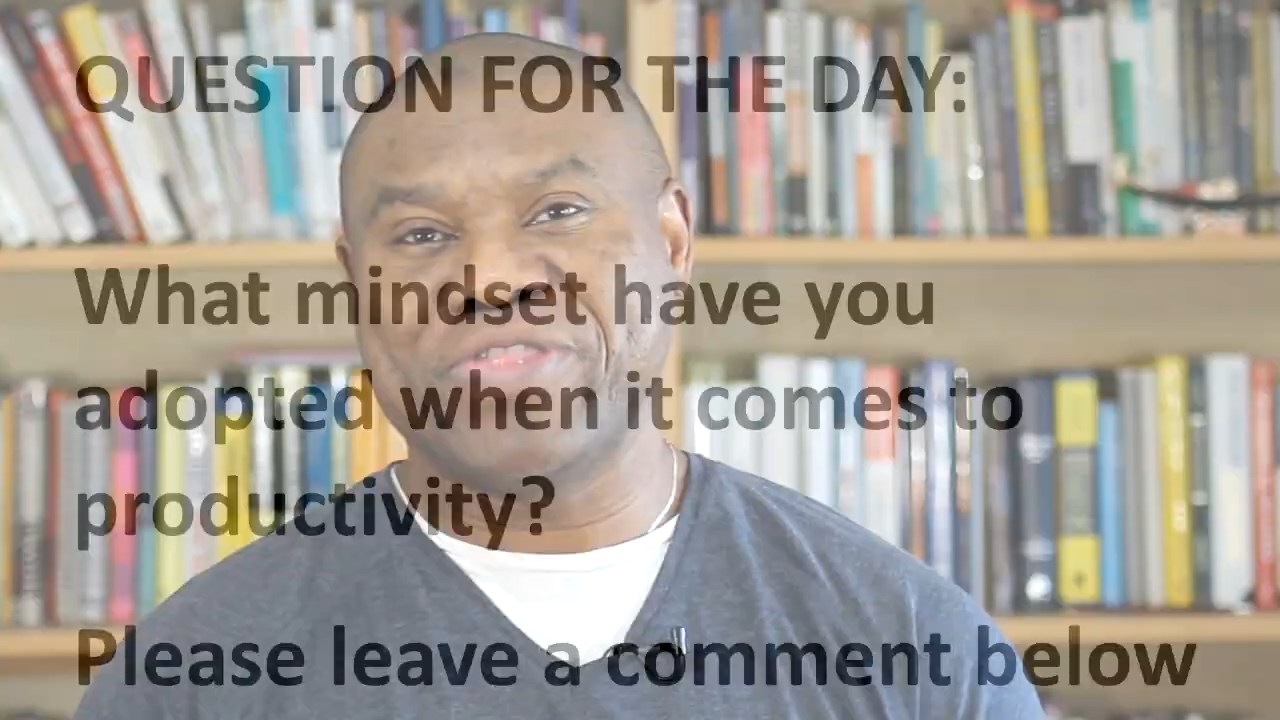 QUESTION FOR THE DAY:
What mindset have you
adopted when it comes to
productivity?
Please leave a comment below